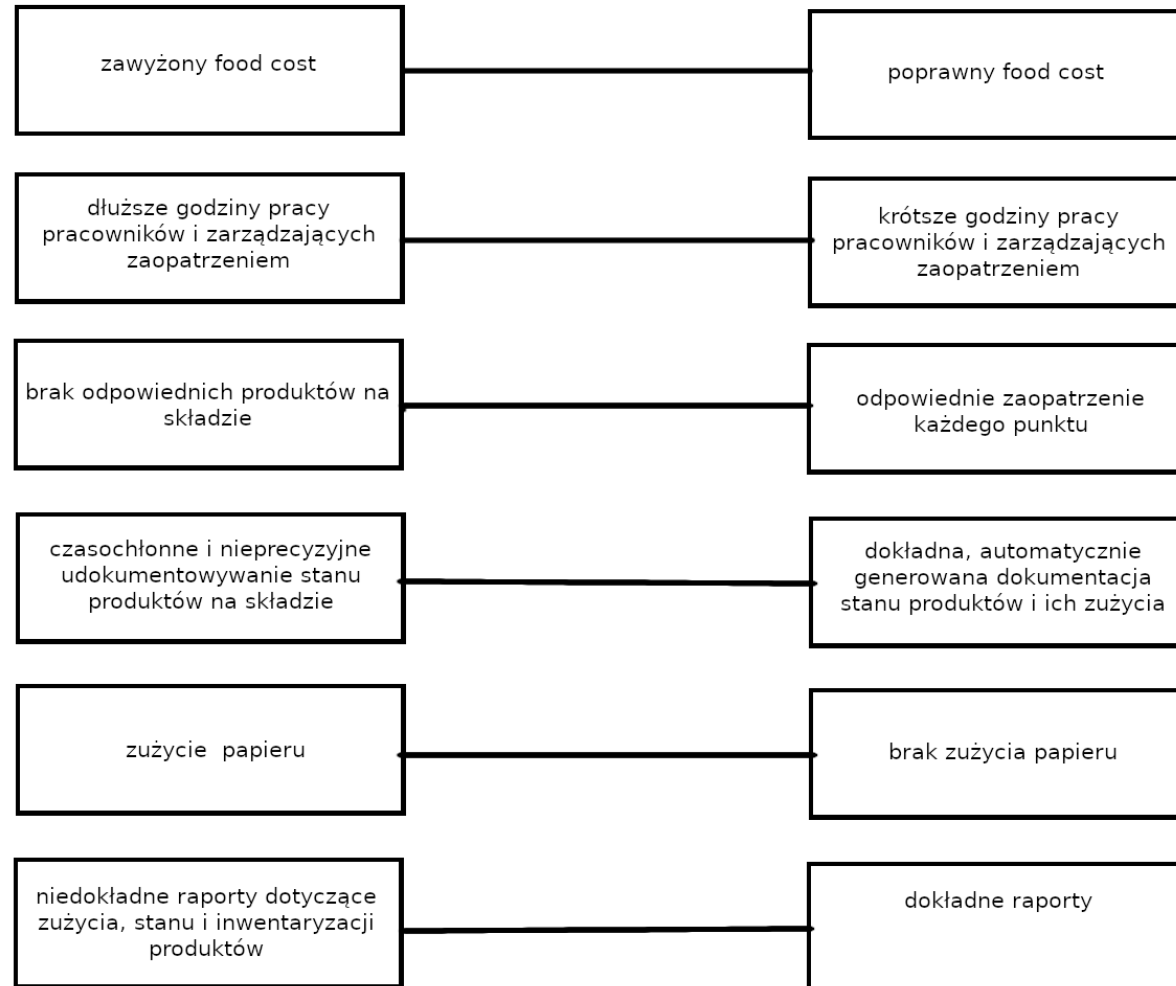 zawyżony food cost
poprawny food cost
dłuższe godziny pracy
pracowników i zarządzających
zaopatrzeniem
krótsze godziny pracy
pracowników i zarządzających
zaopatrzeniem
brak odpowiednich produktów na
składzie
odpowiednie zaopatrzenie
każdego punktu
czasochłonne i nieprecyzyjne
udokumentowywanie stanu
produktów na składzie
dokładna, automatycznie
generowana dokumentacja
stanu produktów i ich zużycia
zużycie  papieru
brak zużycia papieru
niedokładne raporty dotyczące
zużycia, stanu i inwentaryzacji
produktów
dokładne raporty